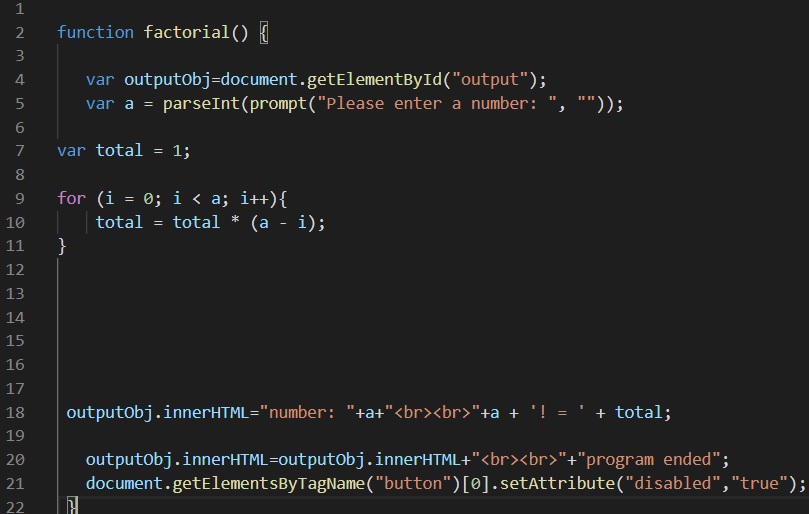 1
2 function factorial() {
3
4 var outputObj=document.getElementById("output");
5 var a = parseInt(prompt("Please enter a number: ", ""));
6
7 var total = 1;
8
9 for (i = 0; i < a; i++){
10 total = total * (a - i);
11 }
12
13
14
15
16
17
18 outputObj.innerHTML="number: "+a+"<br><br>"+a + '! = ' + total;
19
20 outputObj.innerHTML=outputObj.innerHTML+"<br><br>"+"program ended";
21 document.getElementsByTagName("button")[0].setAttribute("disabled","true");
22 }